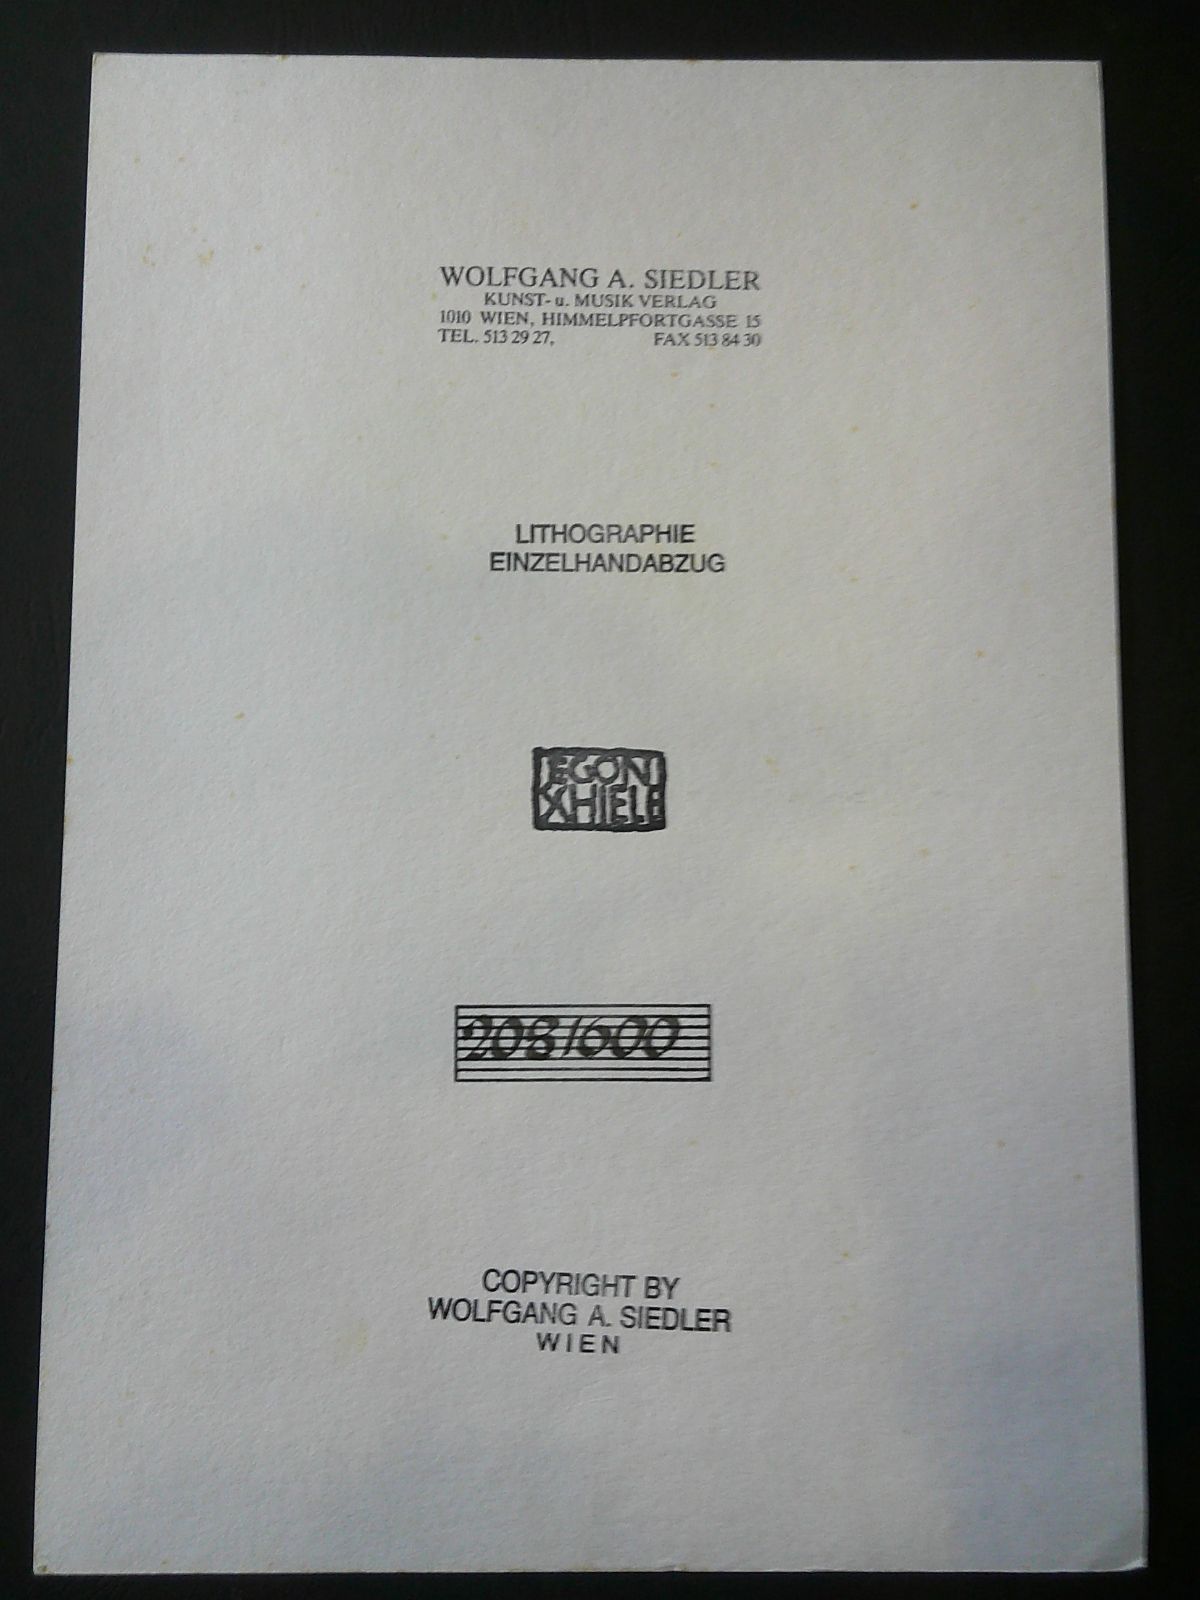 WOLFGANG A. SIEDLER
KUNST- u. MUSIK VERLAG
1010 WIEN, HIMMELPFORTGASSE 15
TEL. 513 29 27, FAX 513 84 30
LITHOGRAPHIE
EINZELHANDABZUG
EGON
SCHIELE
208/600
COPYRIGHT BY
WOLFGANG A. SIEDLER
WIEN